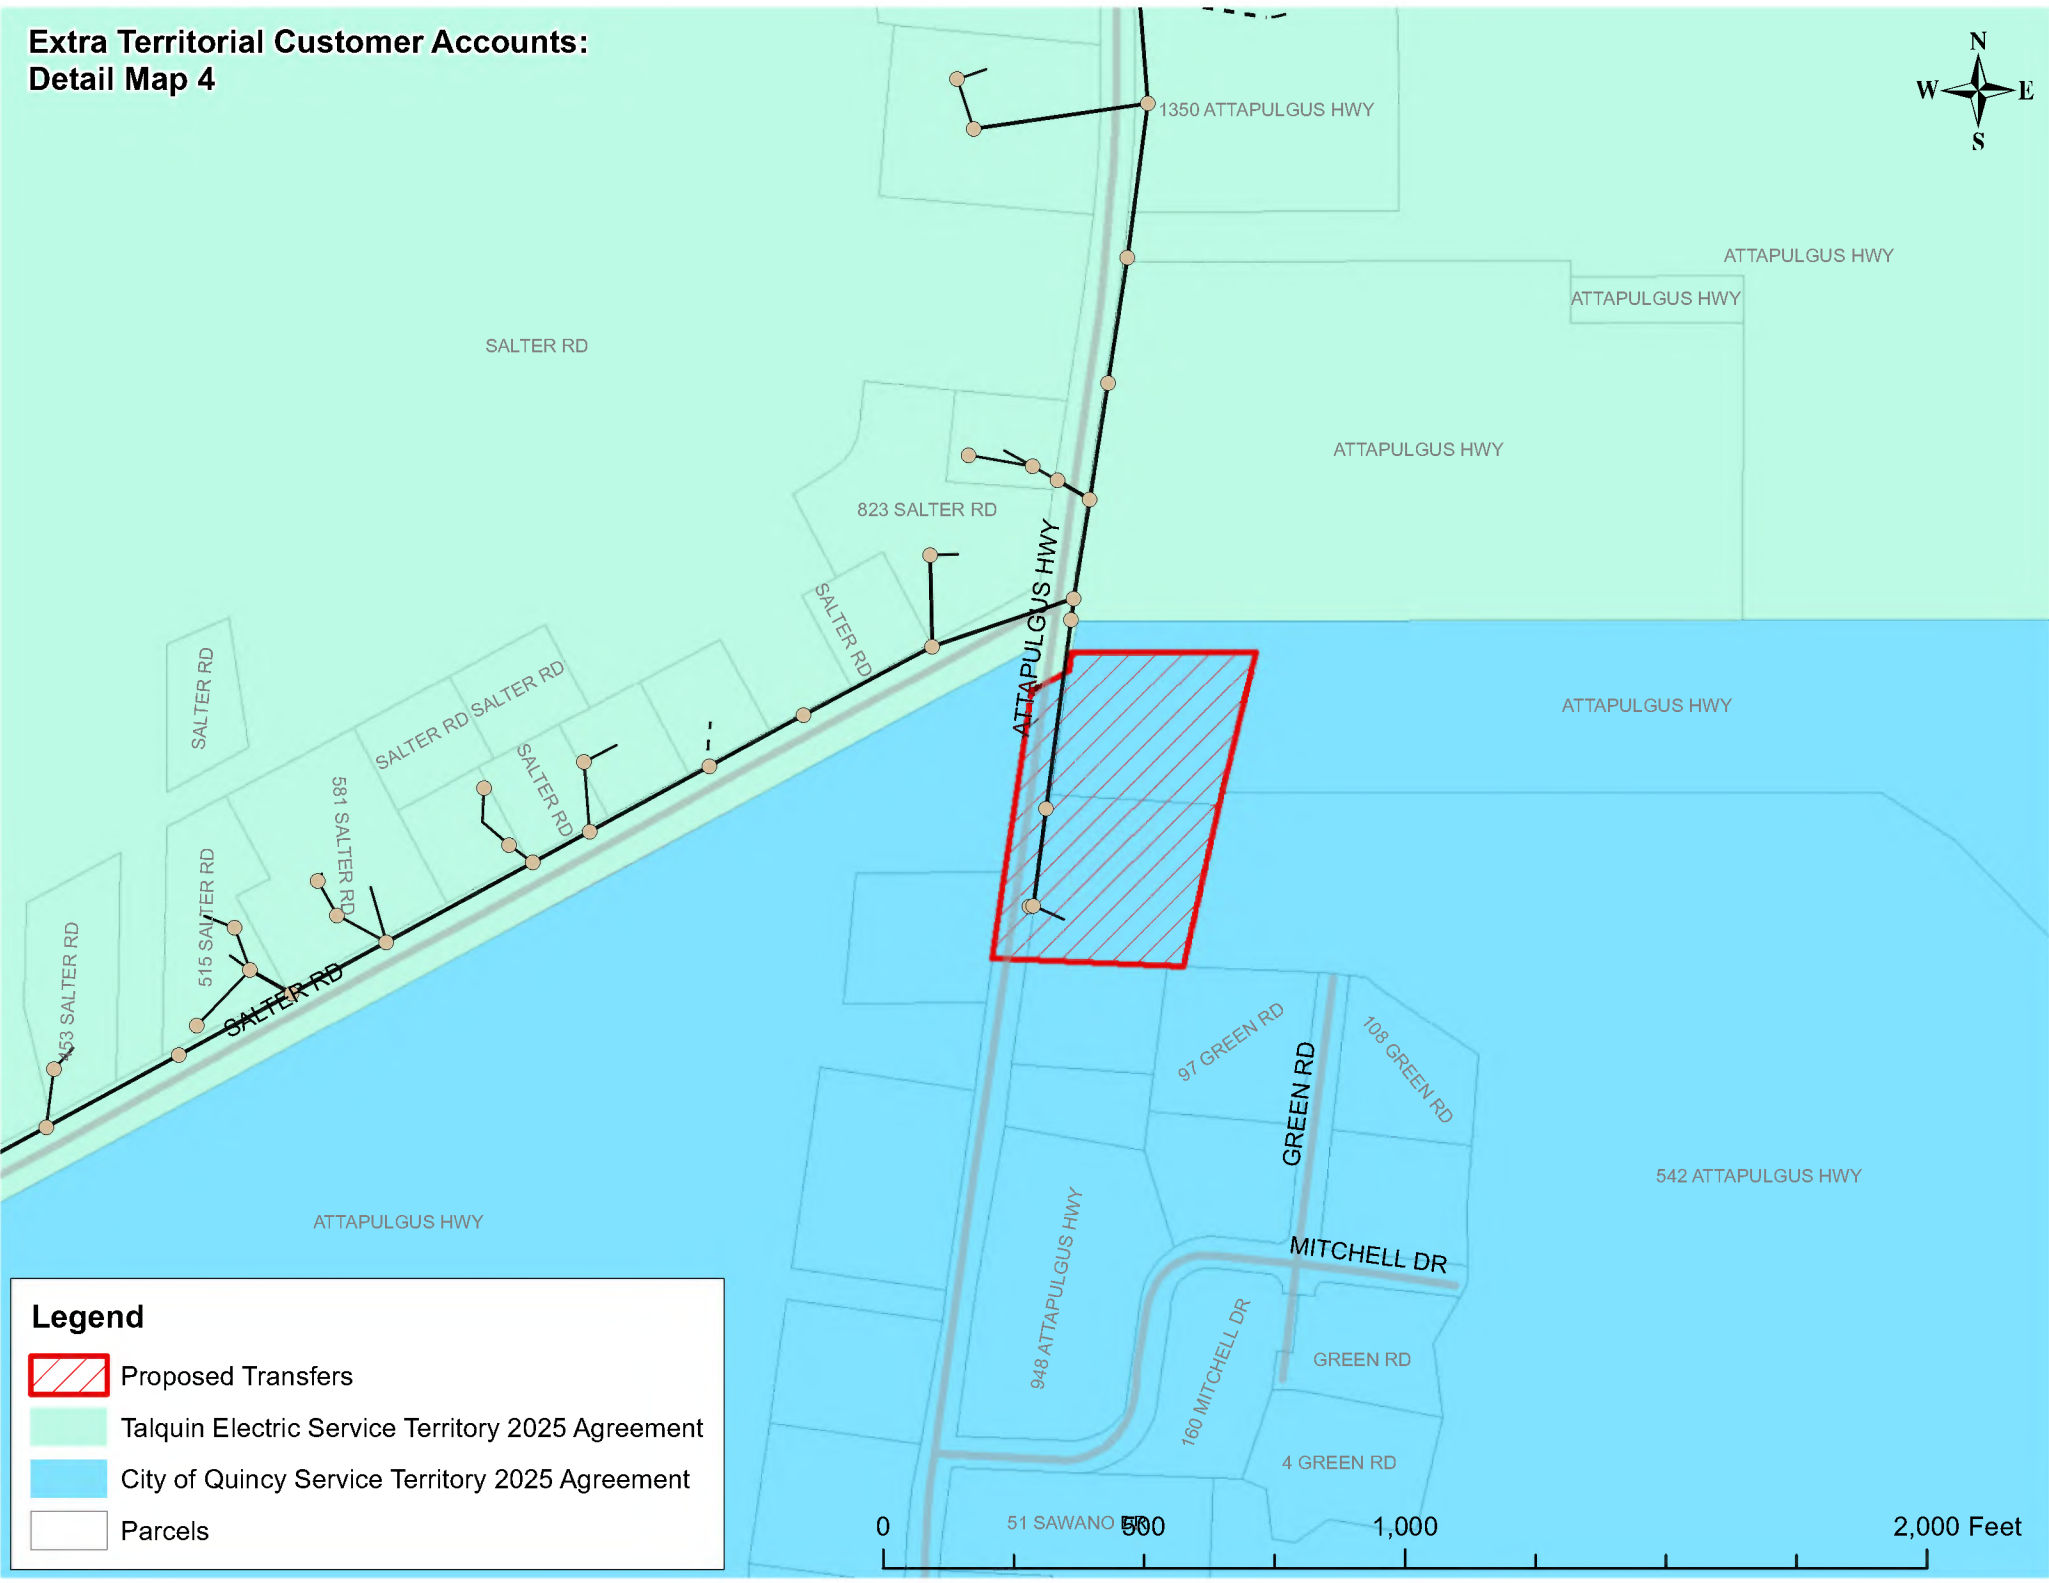 Extra Territorial Customer Accounts:
Detail Map 4
N
W
E
S
1350 ATTAPULGUS HWY
ATTAPULGUS HWY
ATTAPULGUS HWY
SALTER RD
ATTAPULGUS HWY
823 SALTER RD
ATTAPULGUS HWY
SALTER RD
SALTER RD
SALTER RD
SALTER RD
ATTAPULGUS HWY
SALTER RD
581 SALTER RD
515 SALTER RD
453 SALTER RD
SALTER RD
97 GREEN RD
GREEN RD
108 GREEN RD
542 ATTAPULGUS HWY
ATTAPULGUS HWY
948 ATTAPULGUS HWY
MITCHELL DR
160 MITCHELL DR
GREEN RD
4 GREEN RD
51 SAWANO DR
Legend
Proposed Transfers
Talquin Electric Service Territory 2025 Agreement
City of Quincy Service Territory 2025 Agreement
Parcels
0
500
1,000
2,000 Feet